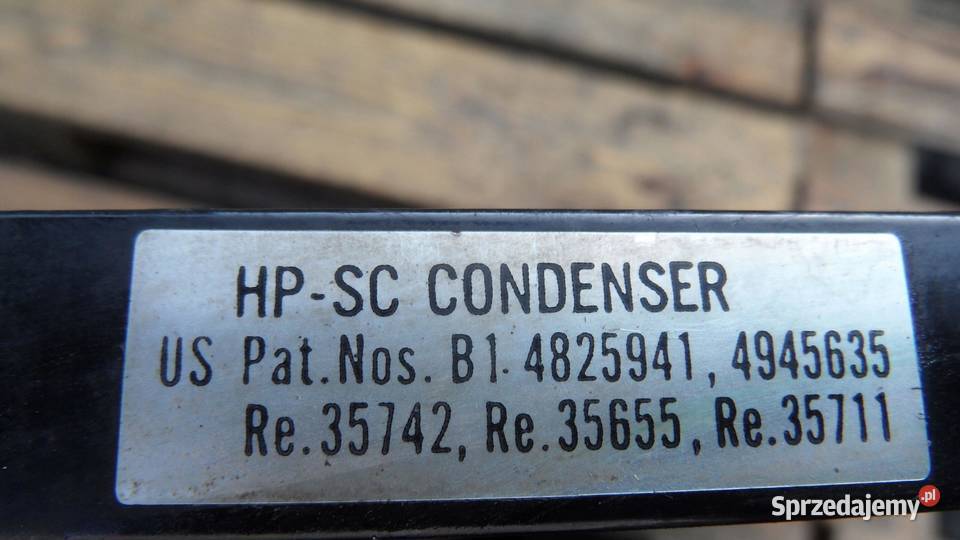 HP-SC CONDENSER
US Pat.Nos. B1 4825941, 4945635
Re.35742, Re.35655, Re.35711
Sprzedajemy.pl